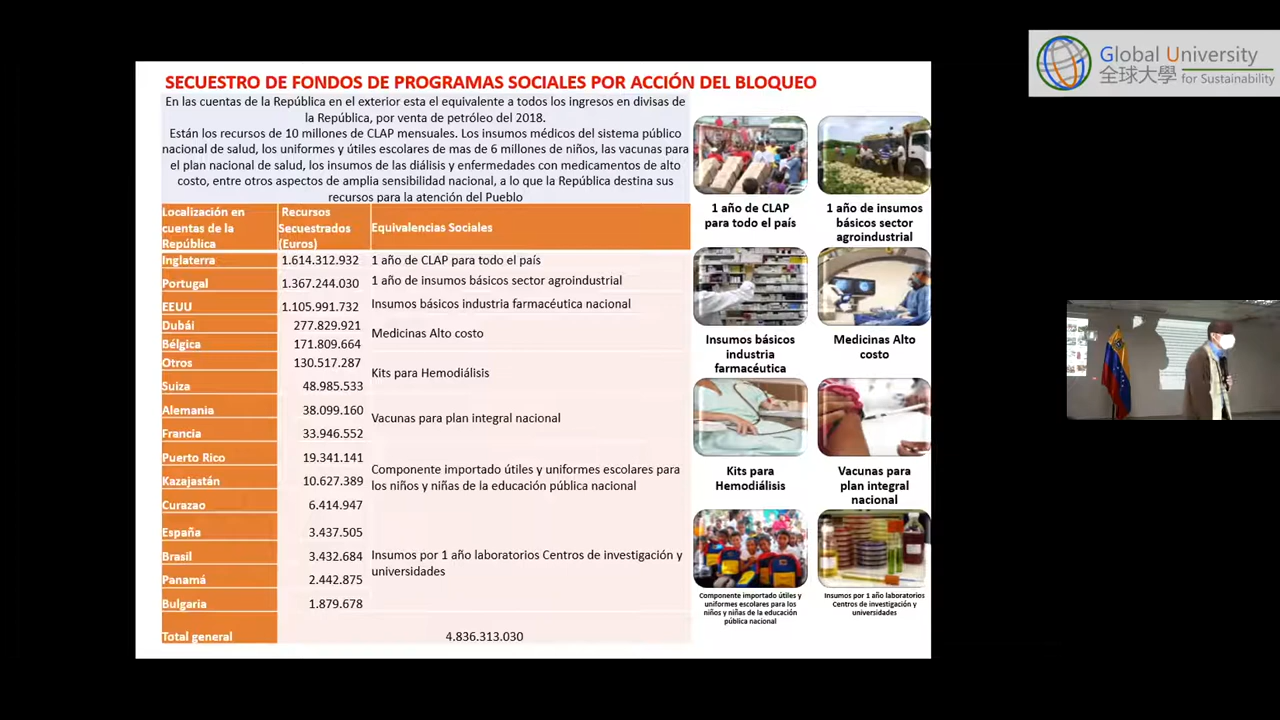 Global University
全球大學 for Sustainability
SECUESTRO DE FONDOS DE PROGRAMAS SOCIALES POR ACCIÓN DEL BLOQUEO
En las cuentas de la República en el exterior esta el equivalente a todos los ingresos en divisas de
la República, por venta de petróleo del 2018.
Están los recursos de 10 millones de CLAP mensuales. Los insumos médicos del sistema público
nacional de salud, los uniformes y útiles escolares de mas de 6 millones de niños, las vacunas para
el plan nacional de salud, los insumos de las diálisis y enfermedades con medicamentos de alto
costo, entre otros aspectos de amplia sensibilidad nacional, a lo que la República destina sus
recursos para la atención del Pueblo
Localización en
cuentas de la
República
Recursos
Secuestrados
(Euros)
Equivalencias Sociales
Inglaterra 1.614.312.932 1 año de CLAP para todo el país
Portugal 1.367.244.030 1 año de insumos básicos sector agroindustrial
EEUU 1.105.991.732 Insumos básicos industria farmacéutica nacional
Dubái 277.829.921
Medicinas Alto costo
Bélgica 171.809.664
Otros 130.517.287
Kits para Hemodiálisis
Suiza 48.985.533
Alemania 38.099.160
Vacunas para plan integral nacional
Francia 33.946.552
Puerto Rico 19.341.141
Componente importado útiles y uniformes escolares para
los niños y niñas de la educación pública nacional
Kazajastán 10.627.389
Curazao 6.414.947
España 3.437.505
Brasil 3.432.684
Insumos por 1 año laboratorios Centros de investigación y
universidades
Panamá 2.442.875
Bulgaria 1.879.678
Total general 4.836.313.030
1 año de CLAP
para todo el país
1 año de insumos
básicos sector
agroindustrial
Insumos básicos
industria
farmacéutica
Medicinas Alto
costo
Kits para
Hemodiálisis
Vacunas para
plan integral
nacional
Componente importado útiles y
uniformes escolares para los
niños y niñas de la educación
pública nacional
Insumos por 1 año laboratorios
Centros de investigación y
universidades